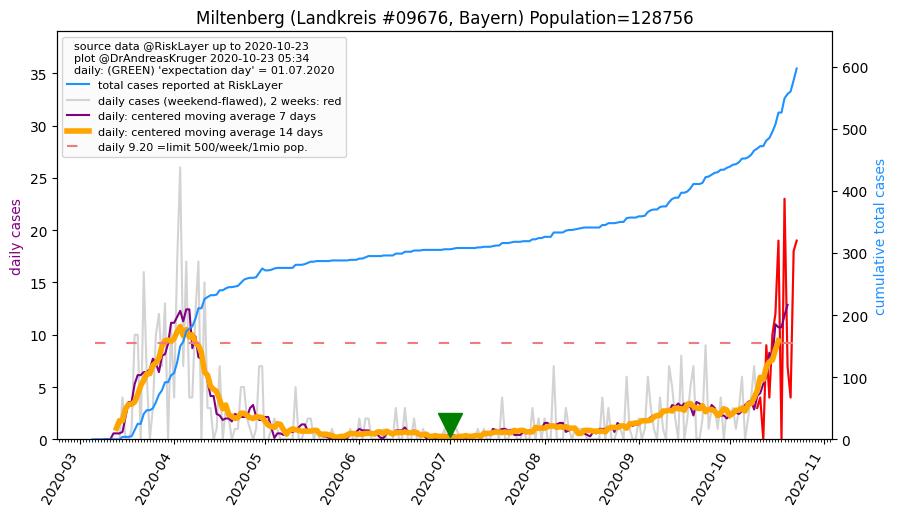 Miltenberg (Landkreis #09676, Bayern) Population=128756
source data @RiskLayer up to 2020-10-23
plot @DrAndreasKruger 2020-10-23 05:34
daily: (GREEN) 'expectation day' = 01.07.2020
total cases reported at RiskLayer
daily cases (weekend-flawed), 2 weeks: red
daily: centered moving average 7 days
daily: centered moving average 14 days
daily 9.20 =limit 500/week/1mio pop.
daily cases
35
30
25
20
15
10
5
0
cumulative total cases
600
500
400
300
200
100
0
2020-03
2020-04
2020-05
2020-06
2020-07
2020-08
2020-09
2020-10
2020-11